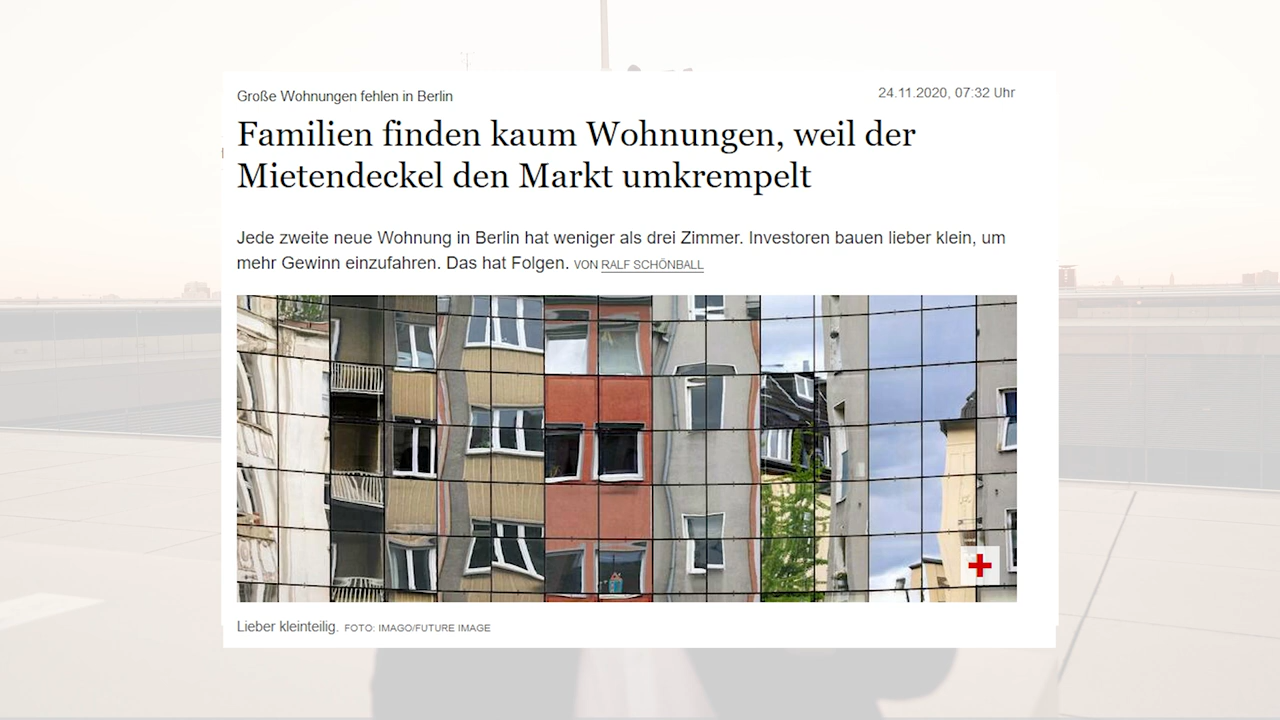 Große Wohnungen fehlen in Berlin
24.11.2020, 07:32 Uhr
Familien finden kaum Wohnungen, weil der
Mietendeckel den Markt umkrempelt
Jede zweite neue Wohnung in Berlin hat weniger als drei Zimmer. Investoren bauen lieber klein, um
mehr Gewinn einzufahren. Das hat Folgen. VON RALF SCHÖNBALL
Lieber kleinteilig. FOTO: IMAGO/FUTURE IMAGE